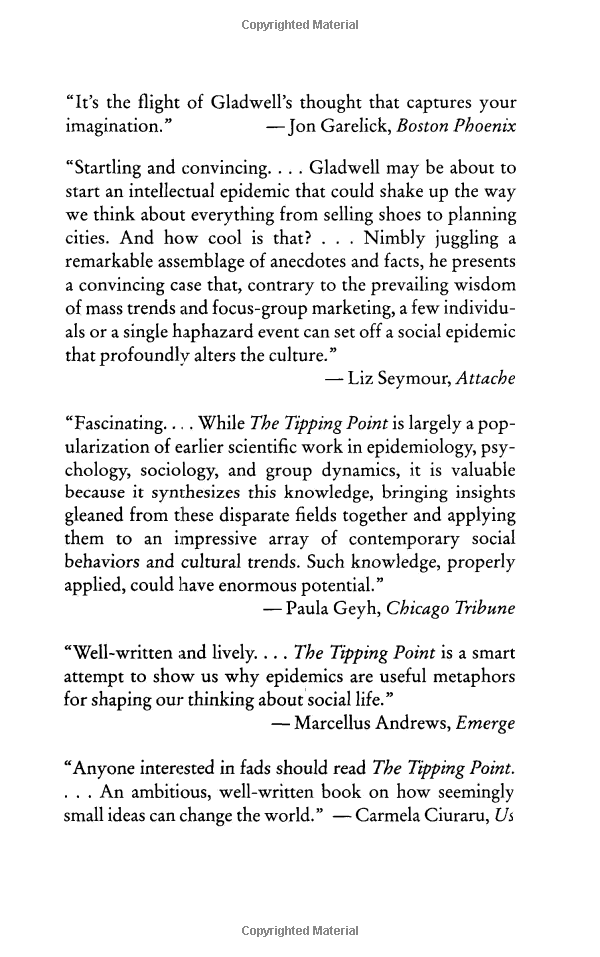 Copyrighted Material
“It’s the flight of Gladwell’s thought that captures your
imagination.” — Jon Garelick, Boston Phoenix
“Startling and convincing. . . . Gladwell may be about to
start an intellectual epidemic that could shake up the way
we think about everything from selling shoes to planning
cities. And how cool is that? . . . Nimbly juggling a
remarkable assemblage of anecdotes and facts, he presents
a convincing case that, contrary to the prevailing wisdom
of mass trends and focus-group marketing, a few individu-
als or a single haphazard event can set off a social epidemic
that profoundly alters the culture.”
— Liz Seymour, Attache
“Fascinating. . . . While The Tipping Point is largely a pop-
ularization of earlier scientific work in epidemiology, psy-
chology, sociology, and group dynamics, it is valuable
because it synthesizes this knowledge, bringing insights
gleaned from these disparate fields together and applying
them to an impressive array of contemporary social
behaviors and cultural trends. Such knowledge, properly
applied, could have enormous potential.”
— Paula Geyh, Chicago Tribune
“Well-written and lively. . . . The Tipping Point is a smart
attempt to show us why epidemics are useful metaphors
for shaping our thinking about social life.”
— Marcellus Andrews, Emerge
“Anyone interested in fads should read The Tipping Point.
. . . An ambitious, well-written book on how seemingly
small ideas can change the world.” — Carmela Ciuraru, Us
Copyrighted Material